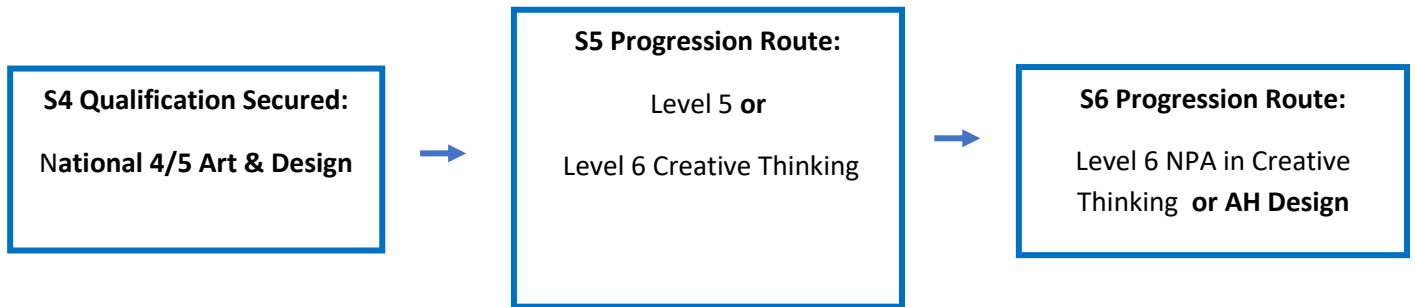 S4 Qualification Secured:
National 4/5 Art & Design
S5 Progression Route:
Level 5 or
Level 6 Creative Thinking
S6 Progression Route:
Level 6 NPA in Creative
Thinking or AH Design